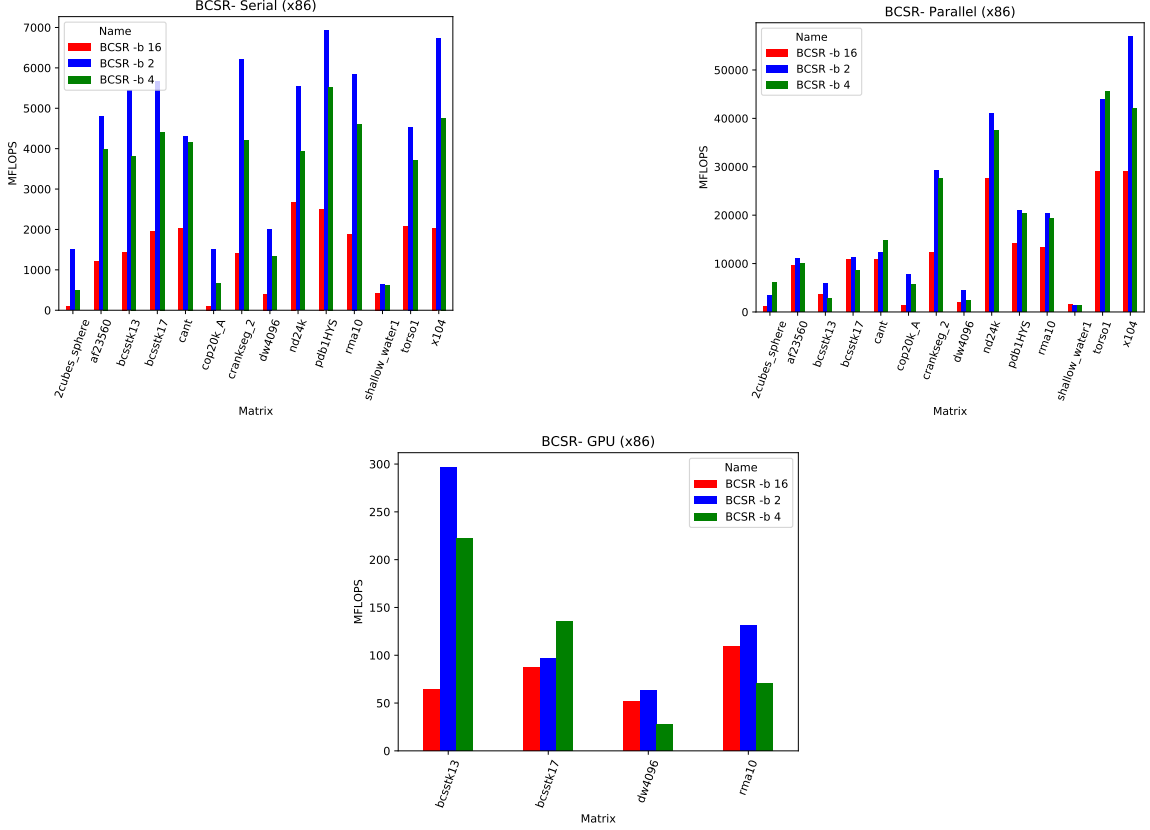 BCSR- Serial (x86)
Name
BCSR -b 16
BCSR -b 2
BCSR -b 4
MFLOPS
7000
6000
5000
4000
3000
2000
1000
0
2cubes_sphere
af23560
bcsstk13
bcsstk17
cant
cop20k_A
crankseg_2
dw4096
nd24k
pdb1HYS
rma10
shallow_water1
torso1
x104
Matrix
BCSR- Parallel (x86)
Name
BCSR -b 16
BCSR -b 2
BCSR -b 4
MFLOPS
50000
40000
30000
20000
10000
0
2cubes_sphere
af23560
bcsstk13
bcsstk17
cant
cop20k_A
crankseg_2
dw4096
nd24k
pdb1HYS
rma10
shallow_water1
torso1
x104
Matrix
BCSR- GPU (x86)
Name
BCSR -b 16
BCSR -b 2
BCSR -b 4
MFLOPS
300
250
200
150
100
50
0
bcsstk13
bcsstk17
dw4096
rma10
Matrix